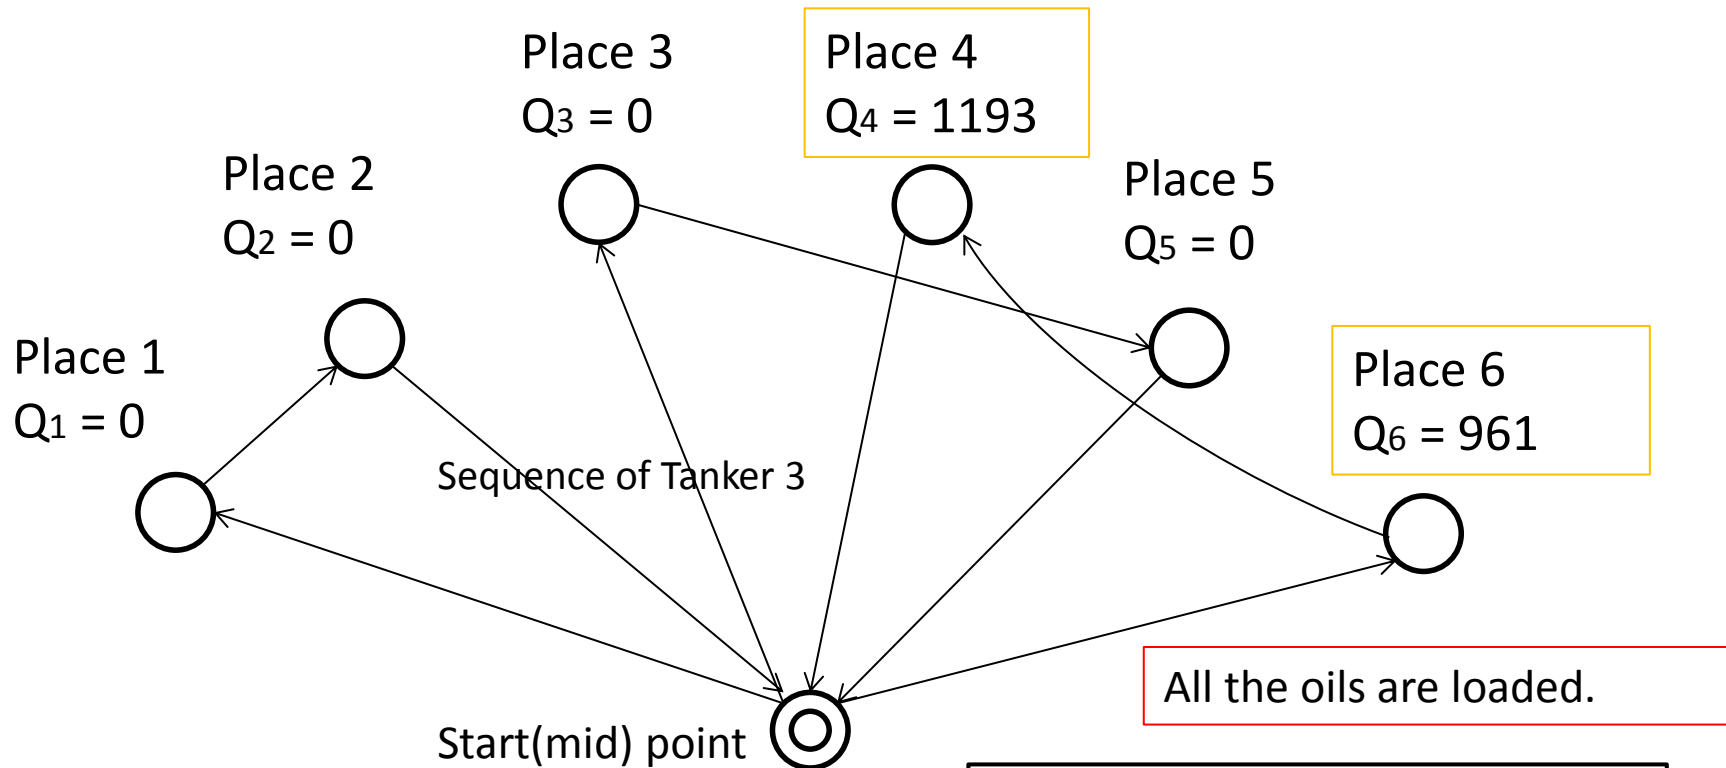 Place 3
Q3 = 0
Place 4
Q4 = 1193
Place 2
Q2 = 0
Place 5
Q5 = 0
Place 1
Q1 = 0
Place 6
Q6 = 961
Sequence of Tanker 3
All the oils are loaded.
Start(mid) point